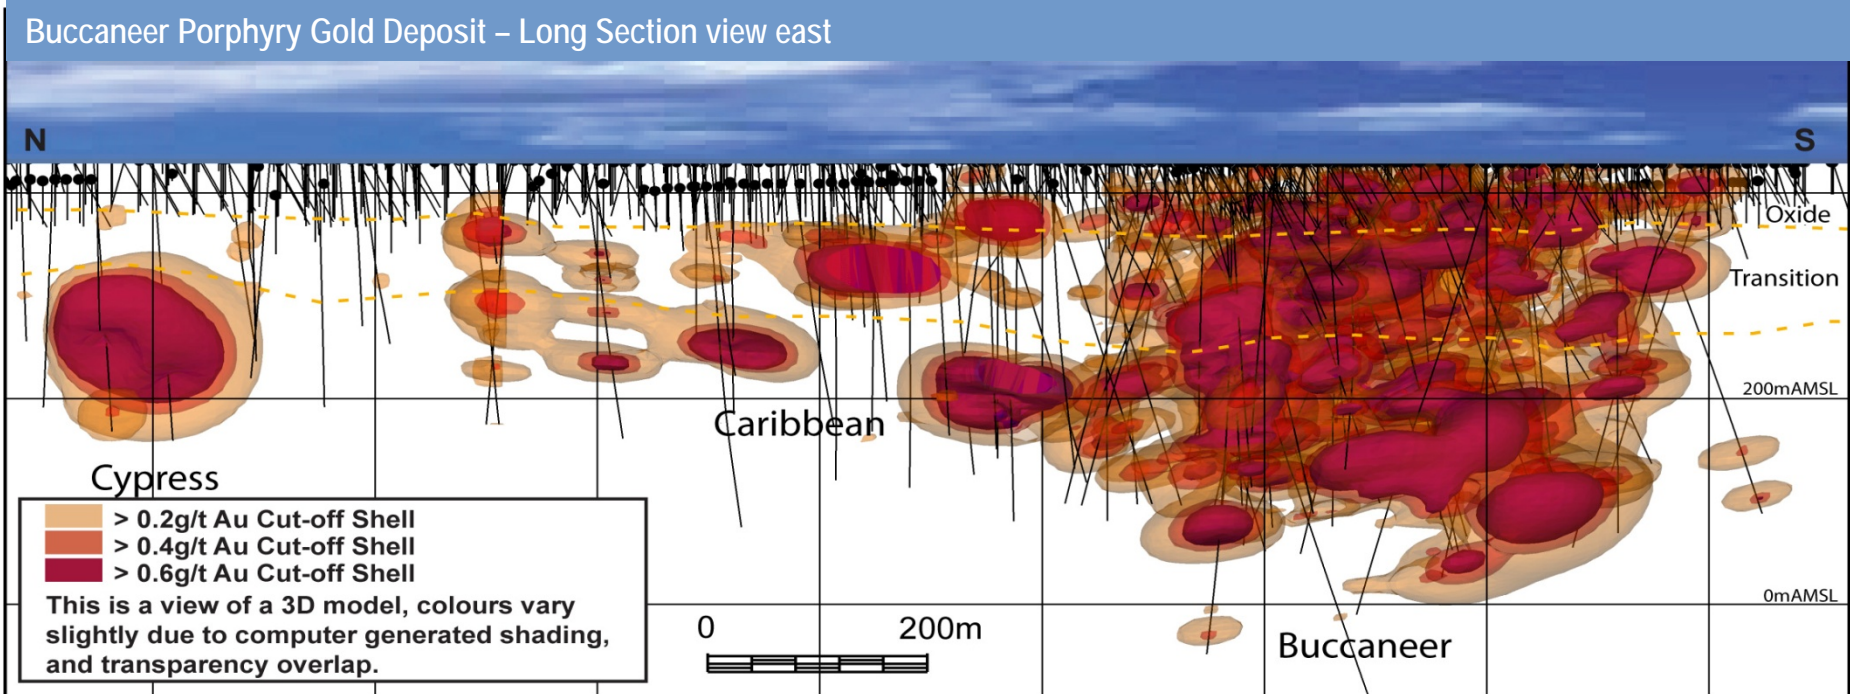 Buccaneer Porphyry Gold Deposit – Long Section view east
N
S
Oxide
Transition
200mAMSL
Caribbean
Cypress
> 0.2g/t Au Cut-off Shell
> 0.4g/t Au Cut-off Shell
> 0.6g/t Au Cut-off Shell
This is a view of a 3D model, colours vary
slightly due to computer generated shading,
and transparency overlap.
0mAMSL
0 200m
Buccaneer